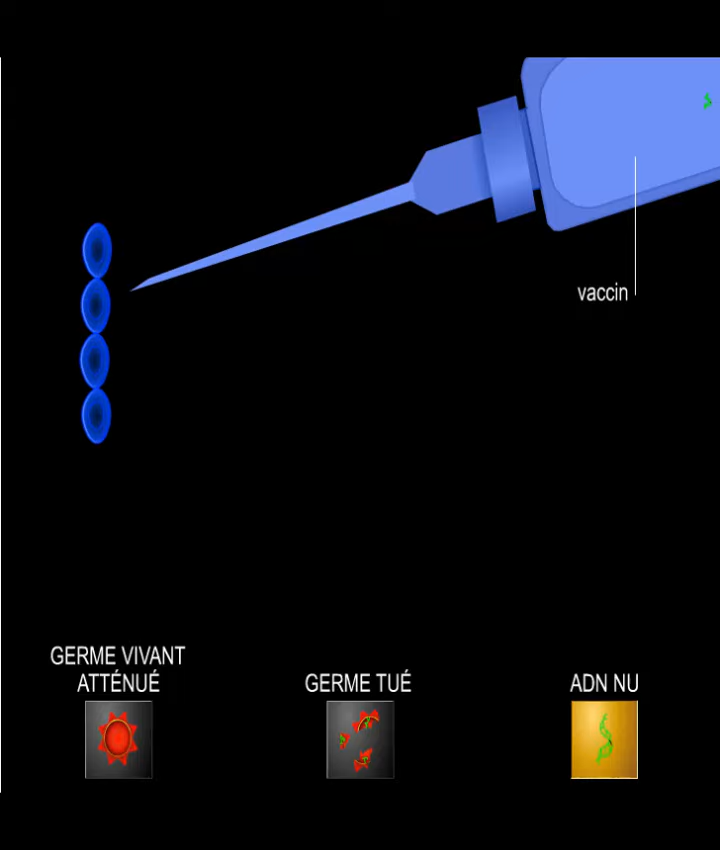 vaccin
GERME VIVANT
ATTÉNUÉ
GERME TUÉ
ADN NU